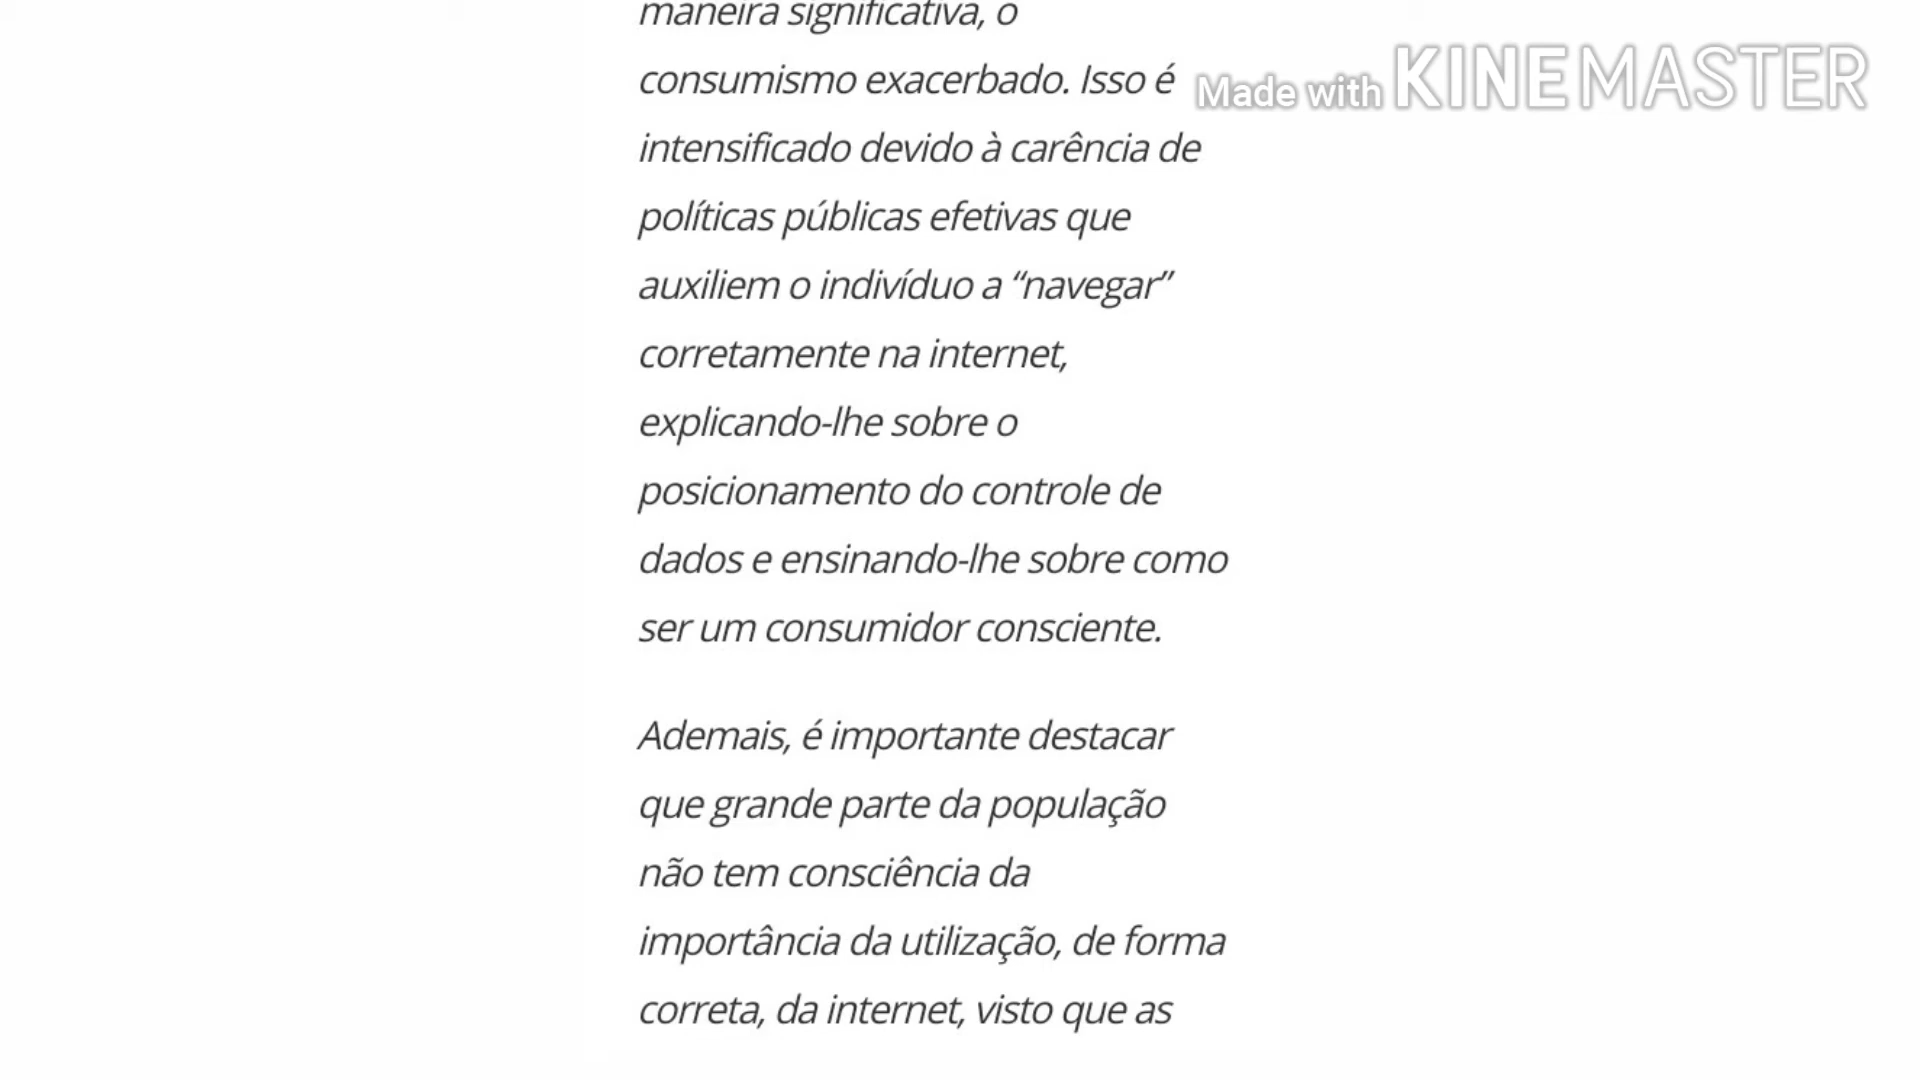 maneira significativa, o
consumismo exacerbado. Isso é
Made with KINEMASTER
intensificado devido à carência de
políticas públicas efetivas que
auxiliem o indivíduo a “navegar”
corretamente na internet,
explicando-lhe sobre o
posicionamento do controle de
dados e ensinando-lhe sobre como
ser um consumidor consciente.
Ademais, é importante destacar
que grande parte da população
não tem consciência da
importância da utilização, de forma
correta, da internet, visto que as